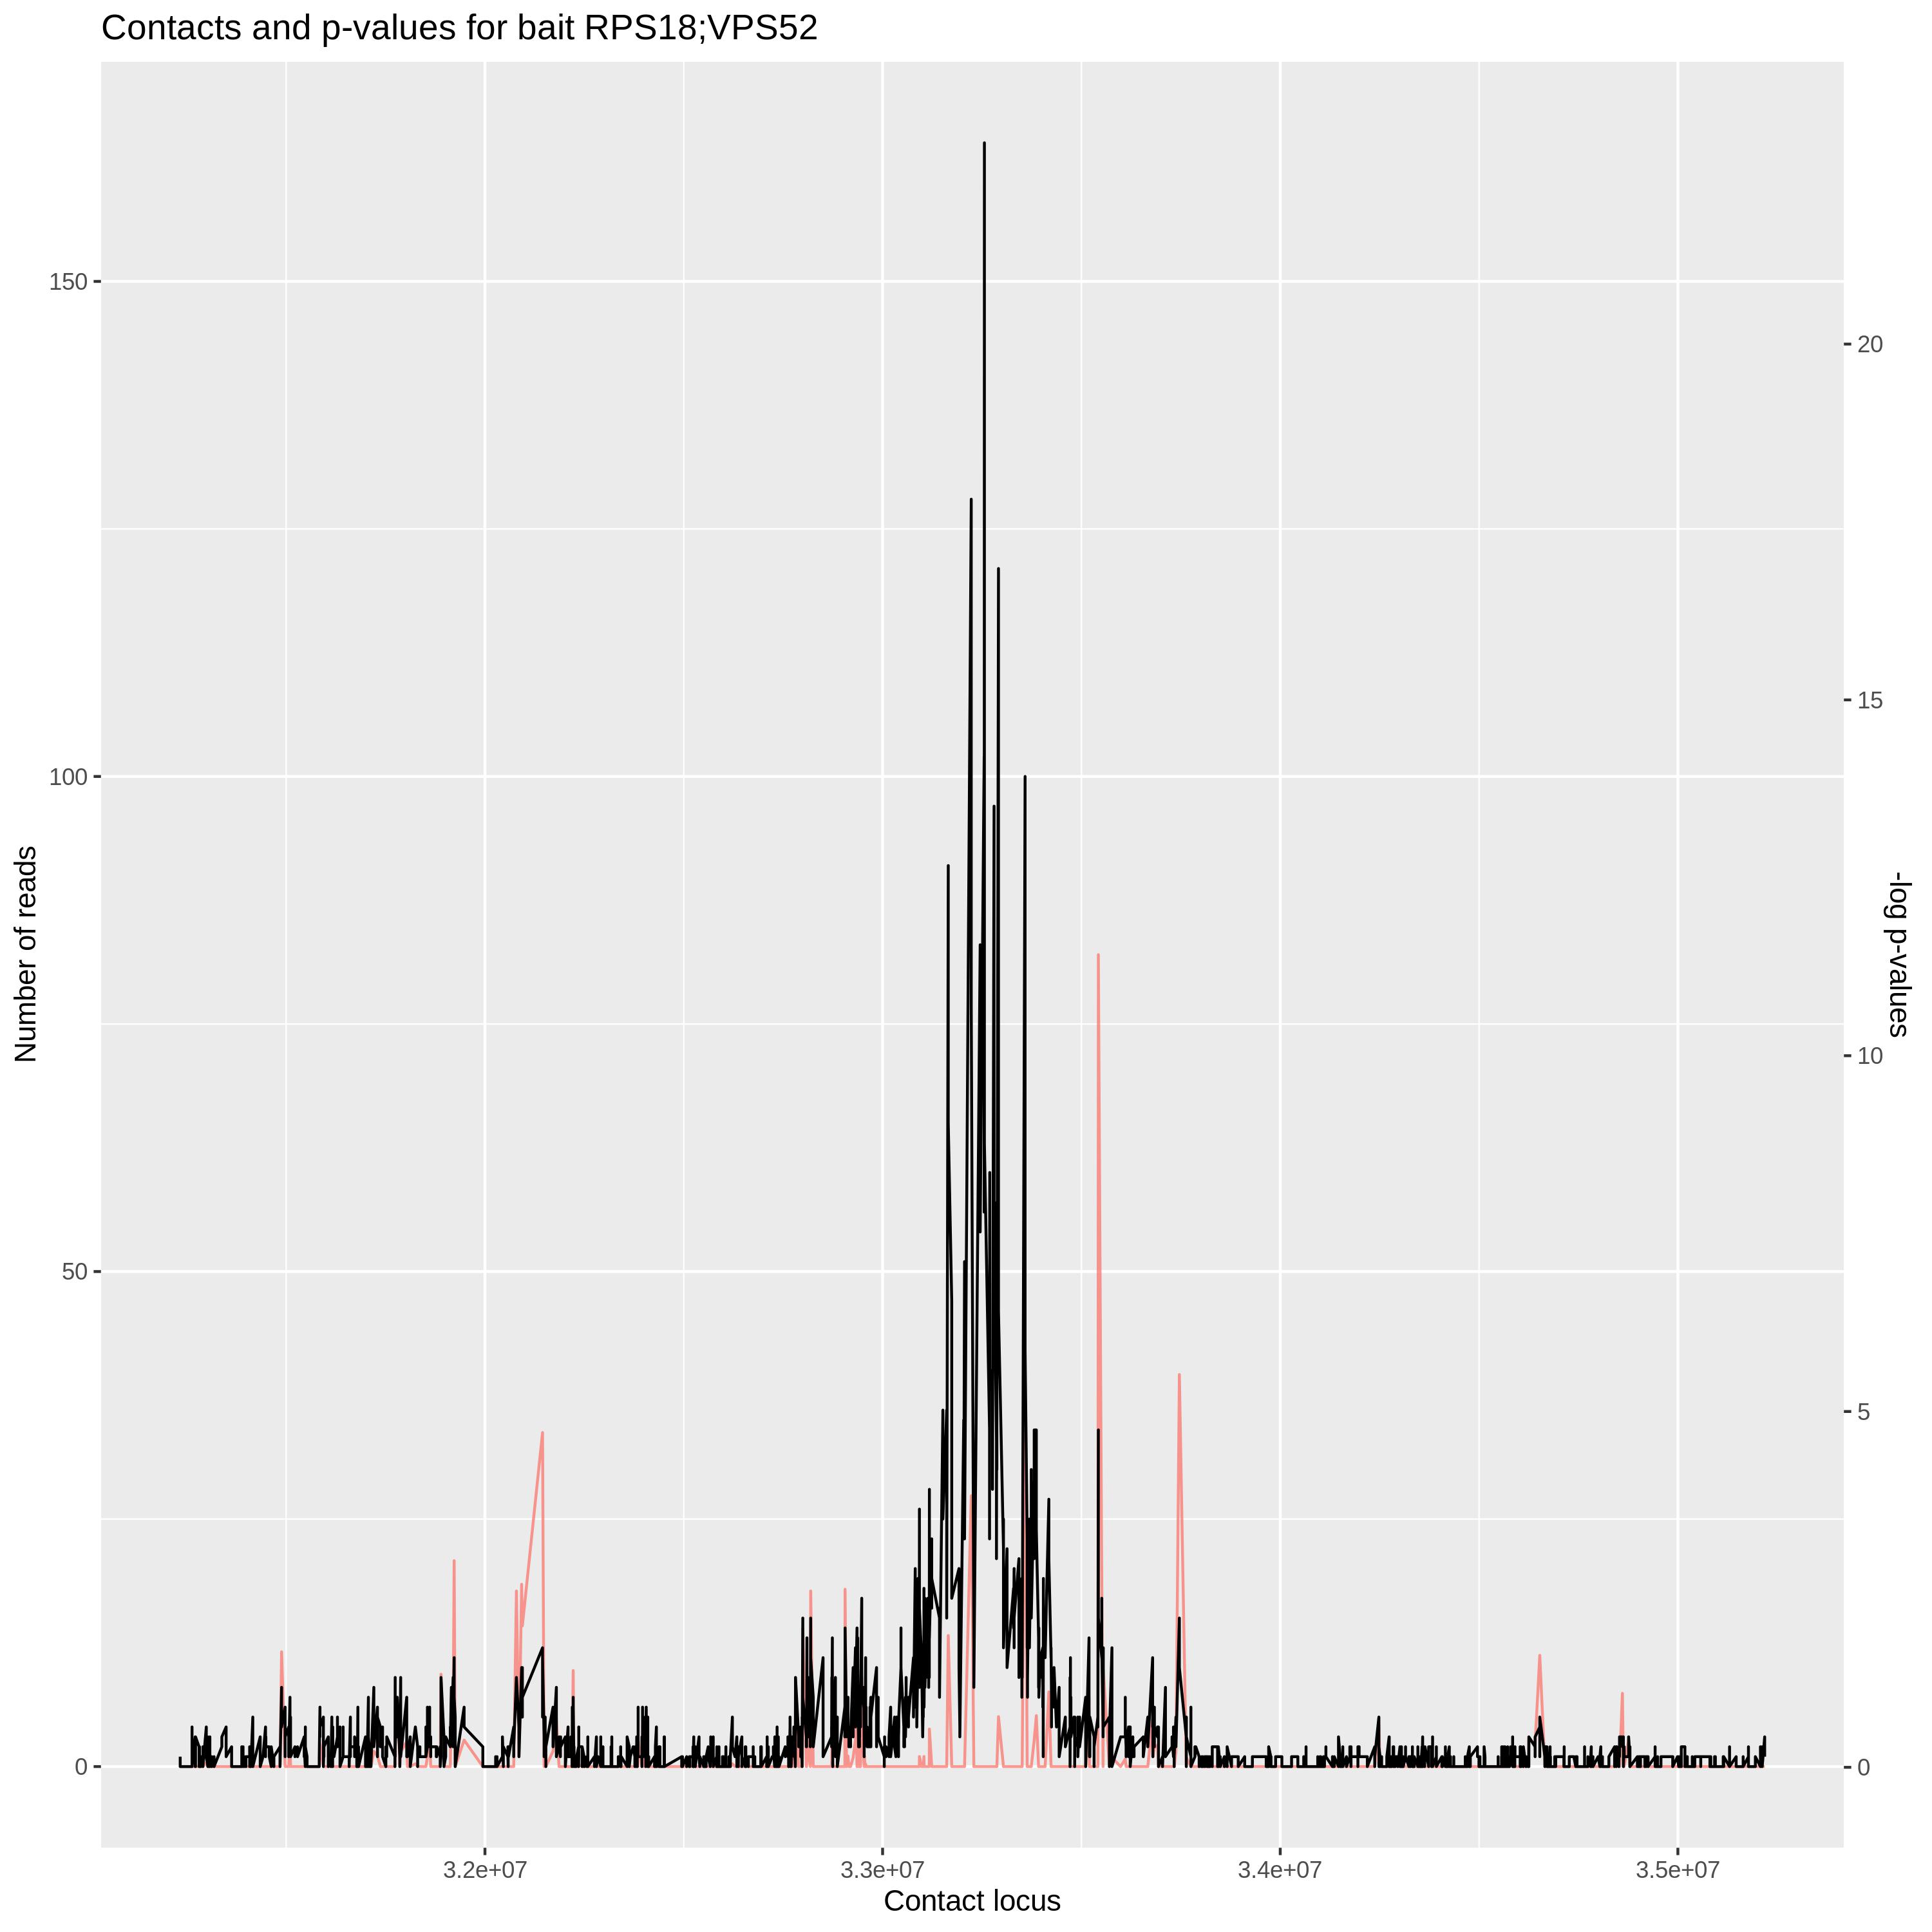 Contacts and p-values for bait RPS18;VPS52
150
100
50
0
Number of reads
20
15
10
5
0
-log p-values
3.2e+07
3.3e+07
3.4e+07
3.5e+07
Contact locus